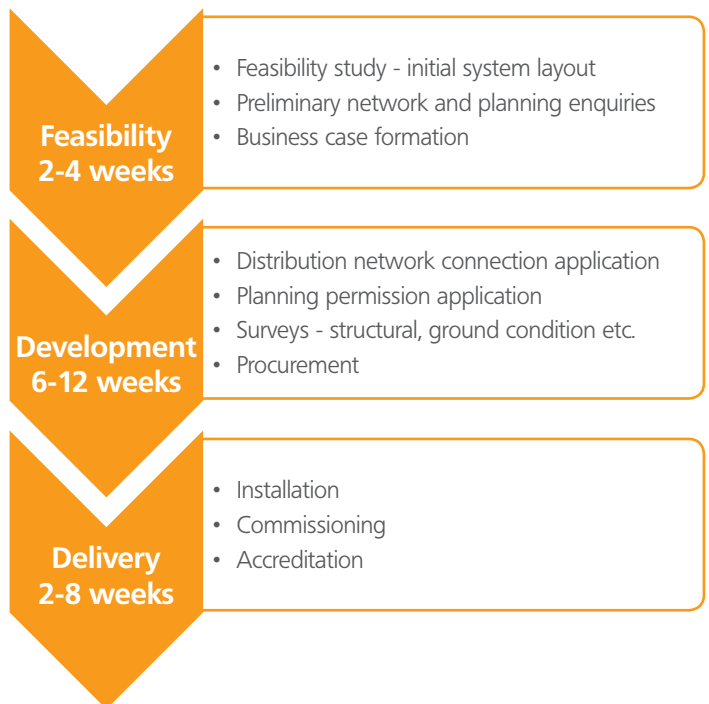 Feasibility
2-4 weeks
• Feasibility study - initial system layout
• Preliminary network and planning enquiries
• Business case formation
Development
6-12 weeks
• Distribution network connection application
• Planning permission application
• Surveys - structural, ground condition etc.
• Procurement
Delivery
2-8 weeks
• Installation
• Commissioning
• Accreditation